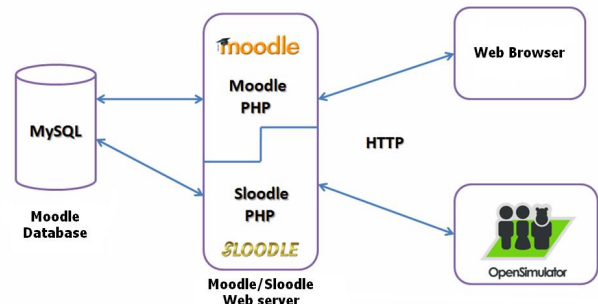 MySQL
Moodle
Database
moodle
Moodle
PHP
Sloodle
PHP
SLOODLE
Moodle/Sloodle
Web server
HTTP
Web Browser
OpenSimulator